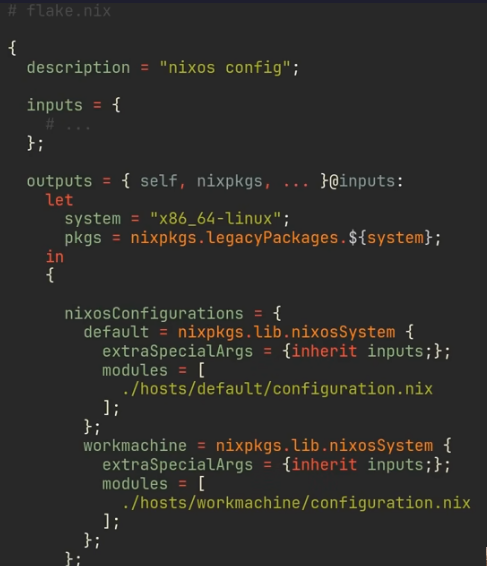 # flake.nix
{
description = "nixos config";
inputs = {
# ...
};
outputs = { self, nixpkgs, ... }@inputs:
let
system = "x86_64-linux";
pkgs = nixpkgs.legacyPackages.${system};
in
{
nixosConfigurations = {
default = nixpkgs.lib.nixosSystem {
extraSpecialArgs = {inherit inputs;};
modules = [
./hosts/default/configuration.nix
];
};
workmachine = nixpkgs.lib.nixosSystem {
extraSpecialArgs = {inherit inputs;};
modules = [
./hosts/workmachine/configuration.nix
];
};
};